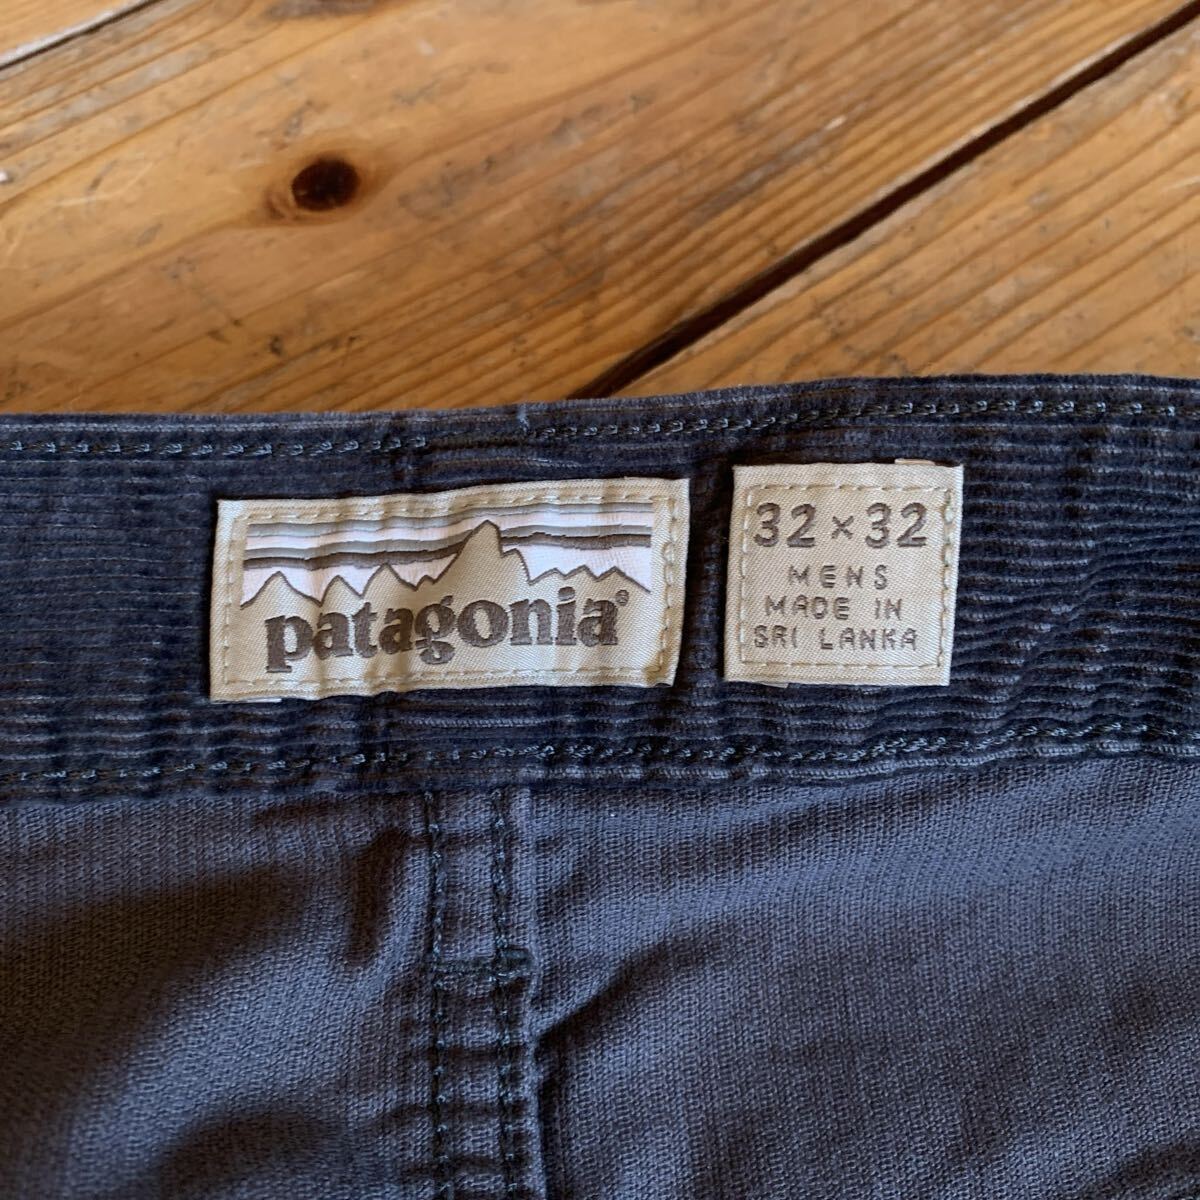 patagonia®
32 × 32
MENS
MADE IN
SRI LANKA